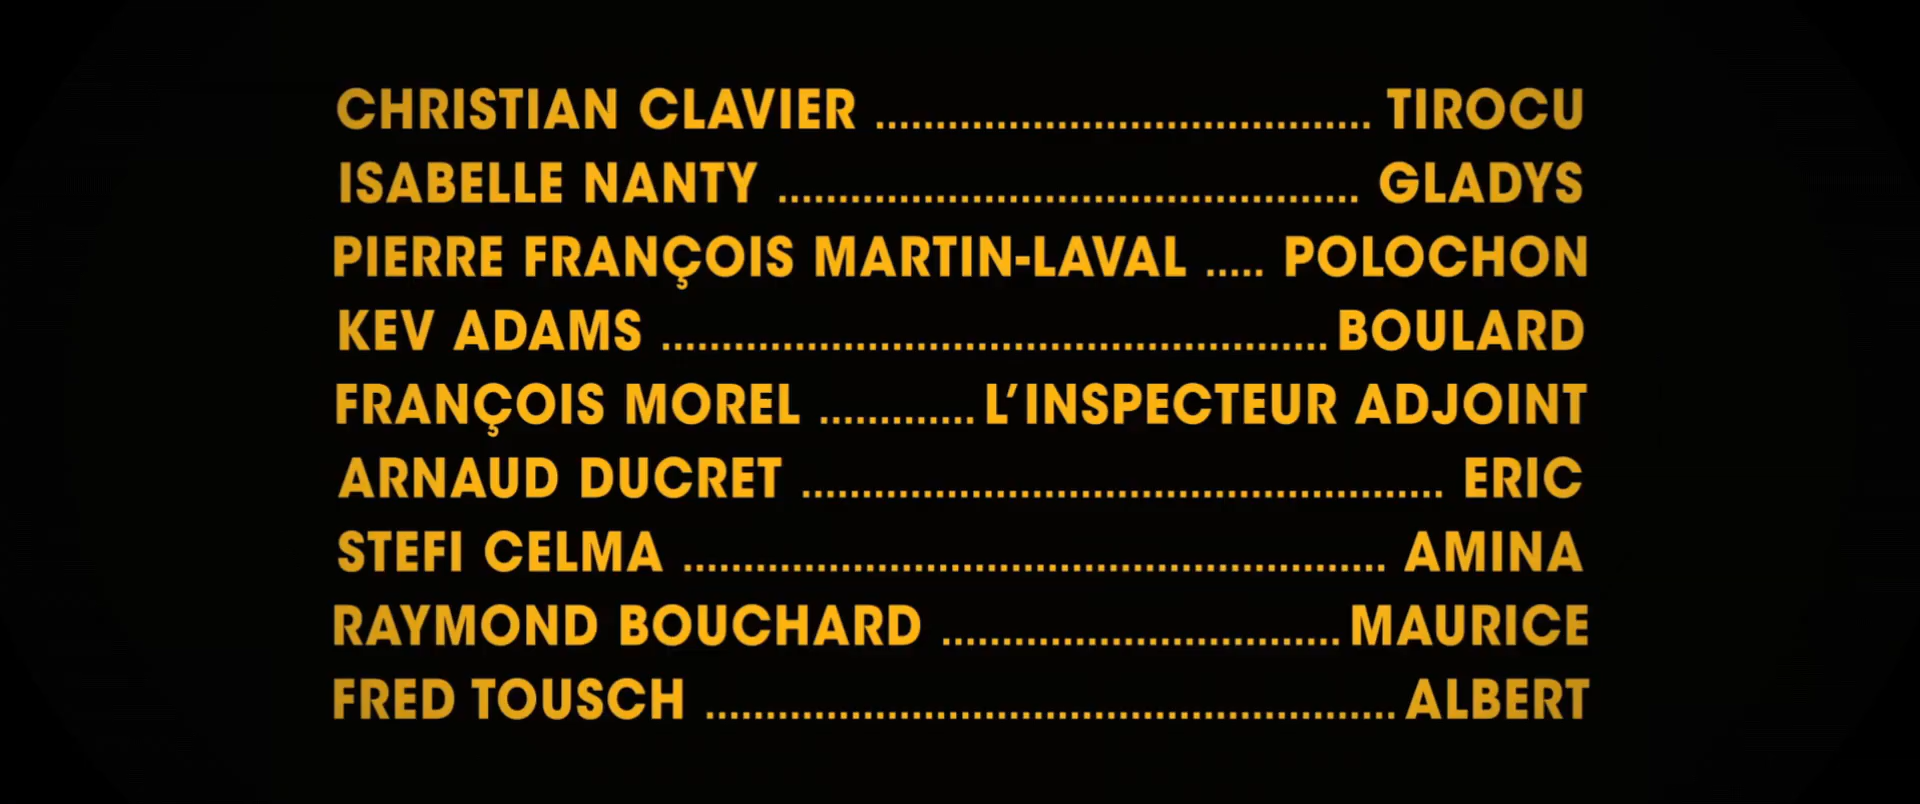 CHRISTIAN CLAVIER ......................................... TIROCU
ISABELLE NANTY ................................................ GLADYS
PIERRE FRANÇOIS MARTIN-LAVAL ..... POLOCHON
KEV ADAMS ....................................................... BOULARD
FRANÇOIS MOREL ............. L'INSPECTEUR ADJOINT
ARNAUD DUCRET ..................................................... ERIC
STEFI CELMA .......................................................... AMINA
RAYMOND BOUCHARD ................................. MAURICE
FRED TOUSCH ......................................................... ALBERT